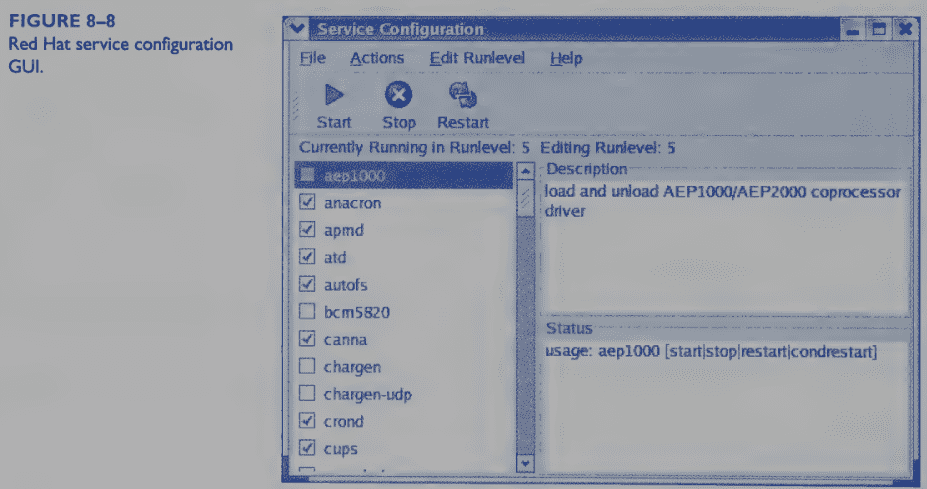 FIGURE 8–8
Red Hat service configuration
GUI.
Service Configuration
File Actions Edit Runlevel Help
Start Stop Restart
Currently Running in Runlevel: 5 Editing Runlevel: 5
aep1000
anacron
apmd
atd
autofs
bcm5820
canna
chargen
chargen-udp
crond
cups
Description
load and unload AEP1000/AEP2000 coprocessor
driver
Status
usage: aep1000 [start|stop|restart|condrestart]